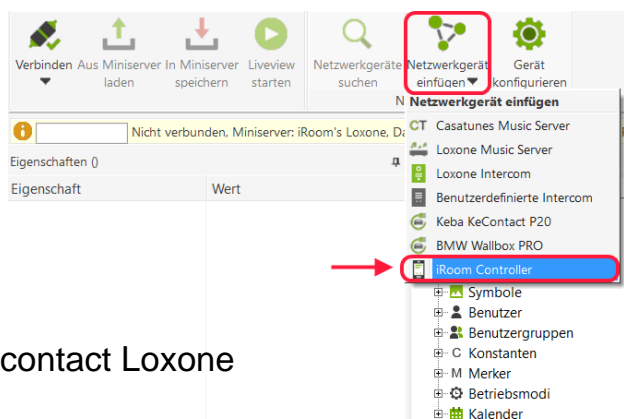 Verbinden Aus Miniserver In Miniserver Liveview Netzwerkgeräte Netzwerkgerät Gerät
laden speichern starten suchen einfügen konfigurieren
N
Netzwerkgerät einfügen
Nicht verbunden, Miniserver: iRoom's Loxone, Da
CT Casatunes Music Server
Eigenschaften ()
Loxone Music Server
Eigenschaft Wert
Loxone Intercom
Benutzerdefinierte Intercom
Keba KeContact P20
BMW Wallbox PRO
iRoom Controller
Symbole
Benutzer
Benutzergruppen
contact Loxone
C Konstanten
M Merker
Betriebsmodi
Kalender